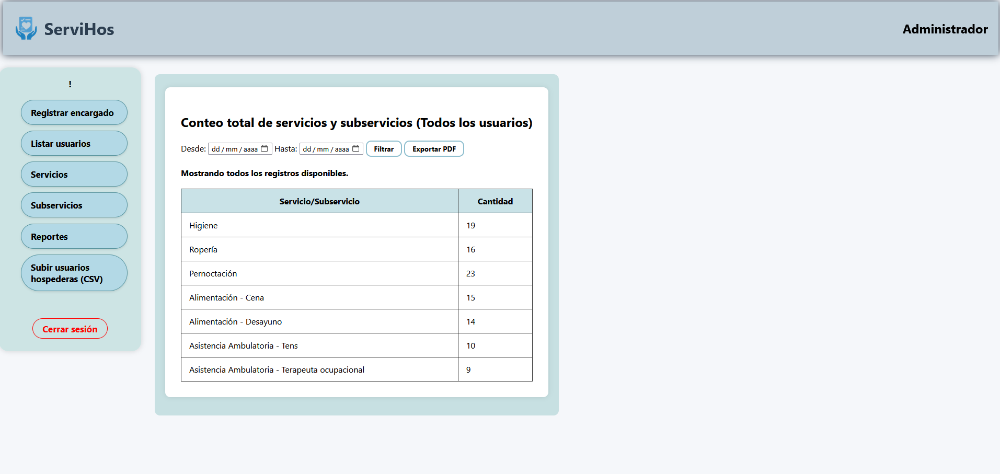 ServiHos
Administrador
!
Registrar encargado
Listar usuarios
Servicios
Subservicios
Reportes
Subir usuarios
hospederas (CSV)
Cerrar sesión
Conteo total de servicios y subservicios (Todos los usuarios)
Desde: dd/mm/aaaa Hasta: dd/mm/aaaa Filtrar Exportar PDF
Mostrando todos los registros disponibles.
Servicio/Subservicio Cantidad
Higiene 19
Ropería 16
Pernoctación 23
Alimentación - Cena 15
Alimentación - Desayuno 14
Asistencia Ambulatoria - Tens 10
Asistencia Ambulatoria - Terapeuta ocupacional 9